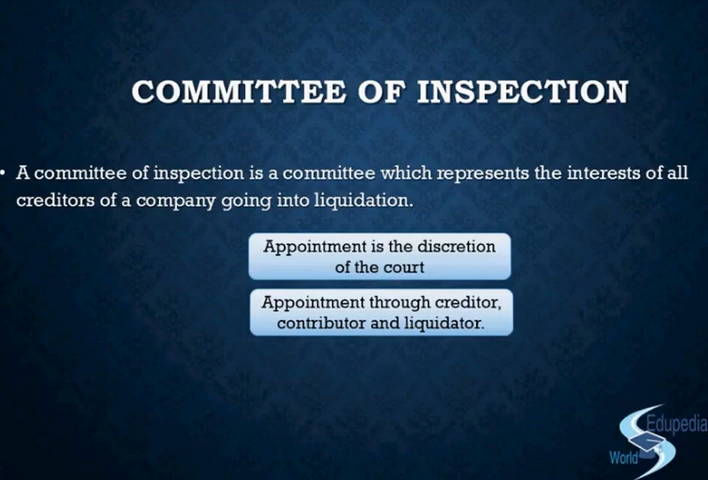 COMMITTEE OF INSPECTION
• A committee of inspection is a committee which represents the interests of all
creditors of a company going into liquidation.
Appointment is the discretion
of the court
Appointment through creditor,
contributor and liquidator.
Edupedia
World